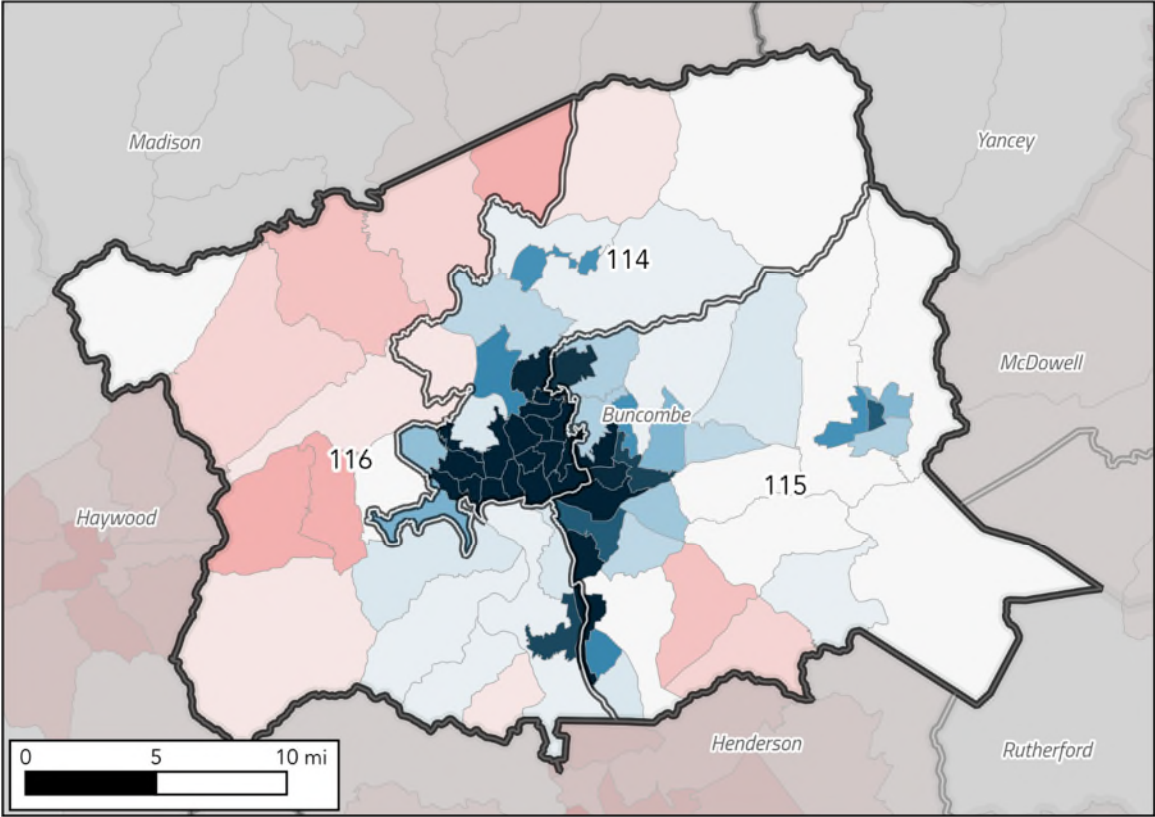 Madison
Yancey
114
McDowell
Buncombe
116
115
Haywood
Henderson
Rutherford
0 5 10 mi